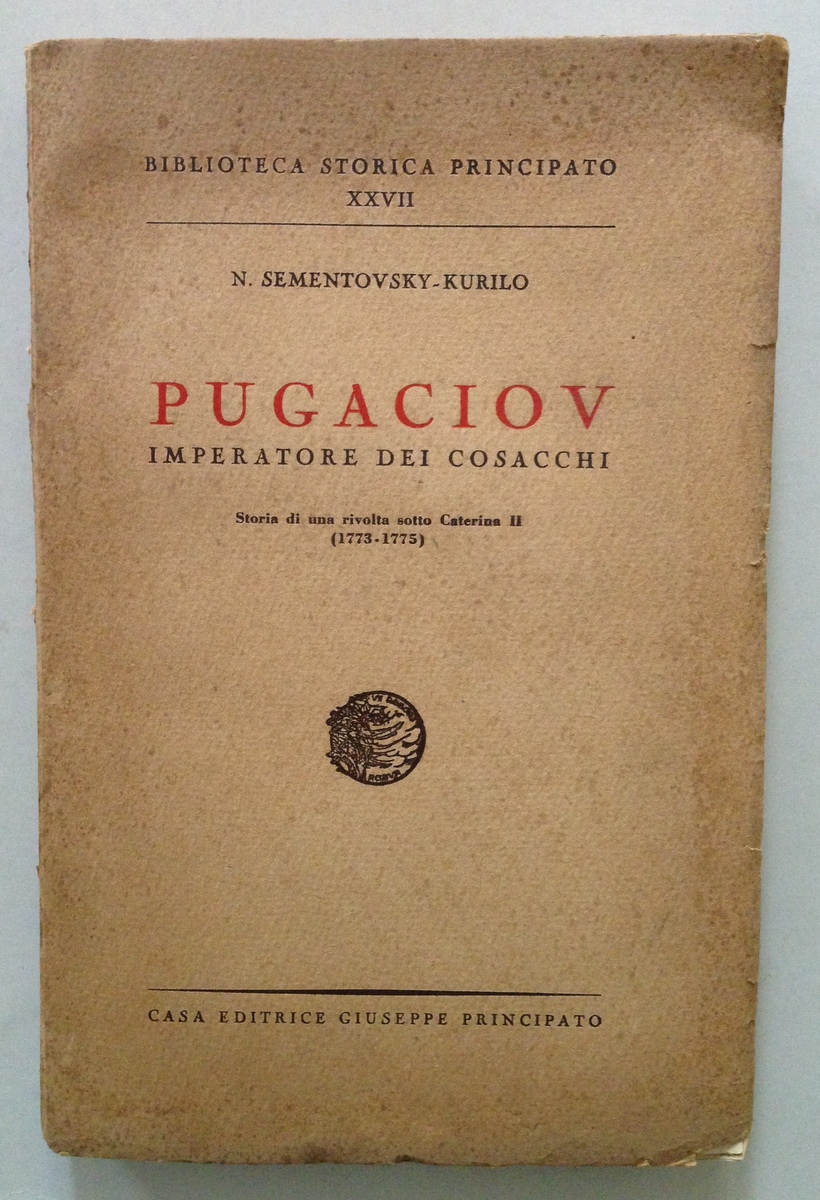 BIBLIOTECA STORICA PRINCIPATO
XXVII
N. SEMENTOVSKY-KURILO
PUGACIOV
IMPERATORE DEI COSACCHI
Storia di una rivolta sotto Caterina II
(1773-1775)
CASA EDITRICE GIUSEPPE PRINCIPATO